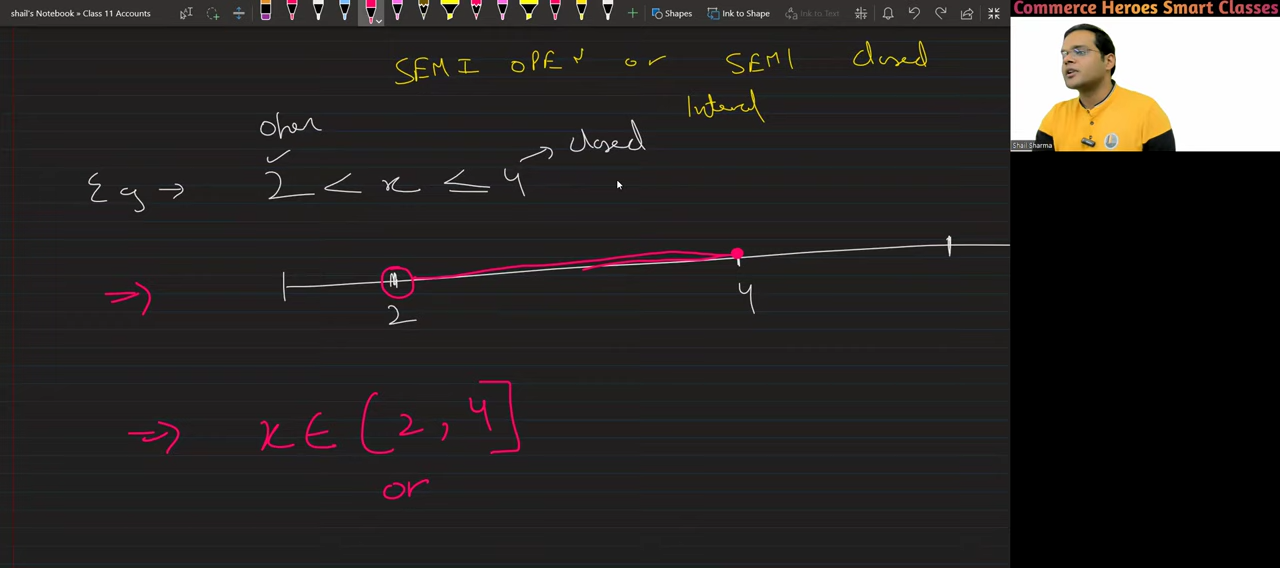 shail's Notebook » Class 11 Accounts
Shapes
Ink to Shape
Ink to Text
Commerce Heroes Smart Classes
SEMI OPEN or SEMI closed
Interval
open
✓
→ closed
Eg → 2 < x ≤ 4
⇒
2
4
⇒ x ∈ (2, 4]
or
Shail Sharma